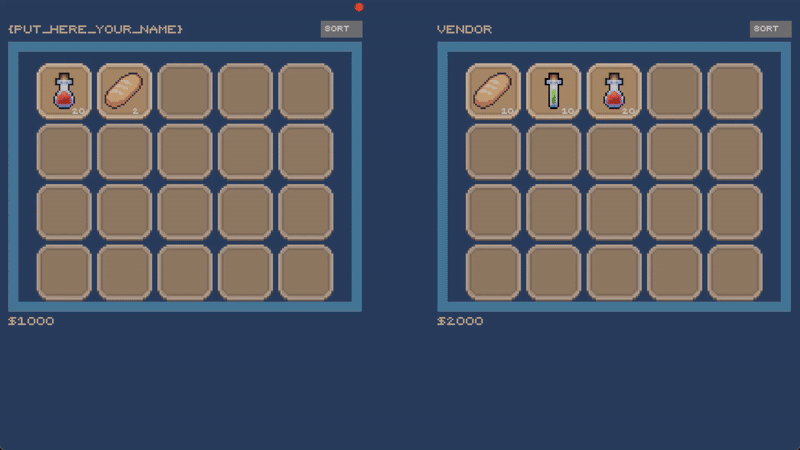 {PUT_HERE_YOUR_NAME}
SORT
20
2
$1000
VENDOR
SORT
10
10
20
$2000